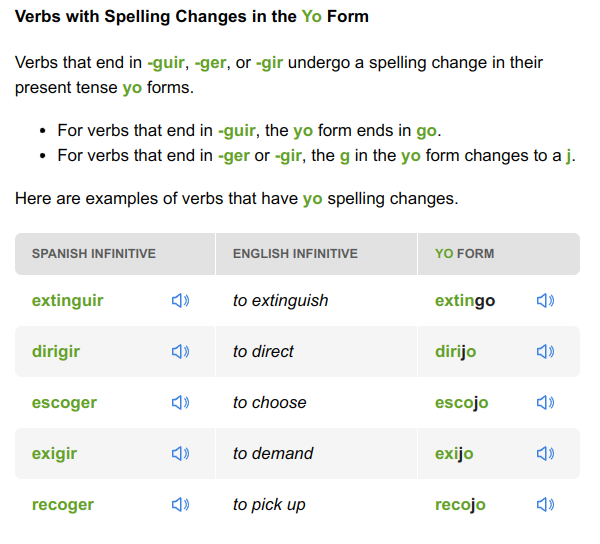 Verbs with Spelling Changes in the Yo Form
Verbs that end in -guir, -ger, or -gir undergo a spelling change in their
present tense yo forms.
• For verbs that end in -guir, the yo form ends in go.
• For verbs that end in -ger or -gir, the g in the yo form changes to a j.
Here are examples of verbs that have yo spelling changes.
SPANISH INFINITIVE ENGLISH INFINITIVE YO FORM
extinguir to extinguish extingo
dirigir to direct dirijo
escoger to choose escojo
exigir to demand exijo
recoger to pick up recojo